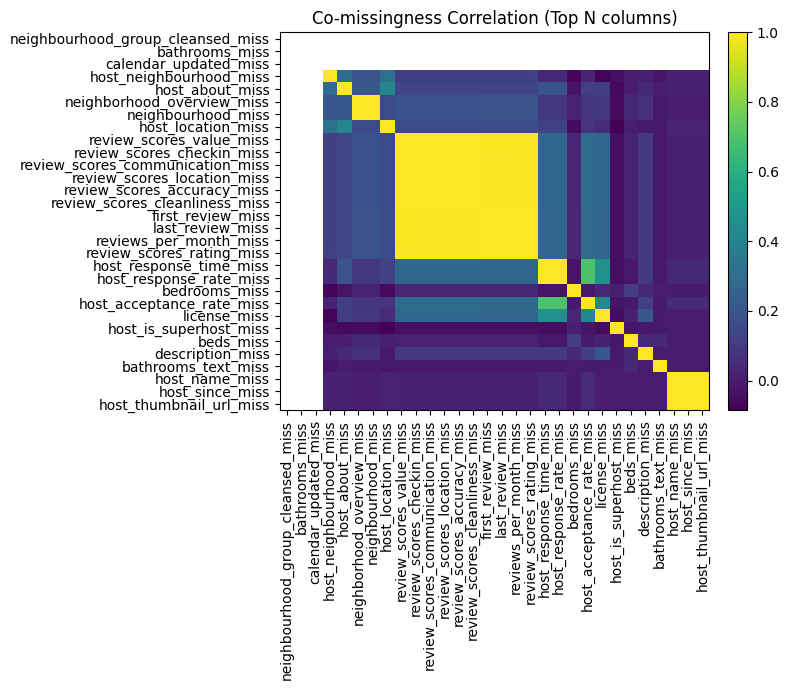 Co-missingness Correlation (Top N columns)
neighbourhood_group_cleansed_miss
bathrooms_miss
calendar_updated_miss
host_neighbourhood_miss
host_about_miss
neighborhood_overview_miss
neighbourhood_miss
host_location_miss
review_scores_value_miss
review_scores_checkin_miss
review_scores_communication_miss
review_scores_location_miss
review_scores_accuracy_miss
review_scores_cleanliness_miss
first_review_miss
last_review_miss
reviews_per_month_miss
review_scores_rating_miss
host_response_time_miss
host_response_rate_miss
bedrooms_miss
host_acceptance_rate_miss
license_miss
host_is_superhost_miss
beds_miss
description_miss
bathrooms_text_miss
host_name_miss
host_since_miss
host_thumbnail_url_miss
neighbourhood_group_cleansed_miss
bathrooms_miss
calendar_updated_miss
host_neighbourhood_miss
host_about_miss
neighborhood_overview_miss
neighbourhood_miss
host_location_miss
review_scores_value_miss
review_scores_checkin_miss
review_scores_communication_miss
review_scores_location_miss
review_scores_accuracy_miss
review_scores_cleanliness_miss
first_review_miss
last_review_miss
reviews_per_month_miss
review_scores_rating_miss
host_response_time_miss
host_response_rate_miss
bedrooms_miss
host_acceptance_rate_miss
license_miss
host_is_superhost_miss
beds_miss
description_miss
bathrooms_text_miss
host_name_miss
host_since_miss
host_thumbnail_url_miss
1.0
0.8
0.6
0.4
0.2
0.0